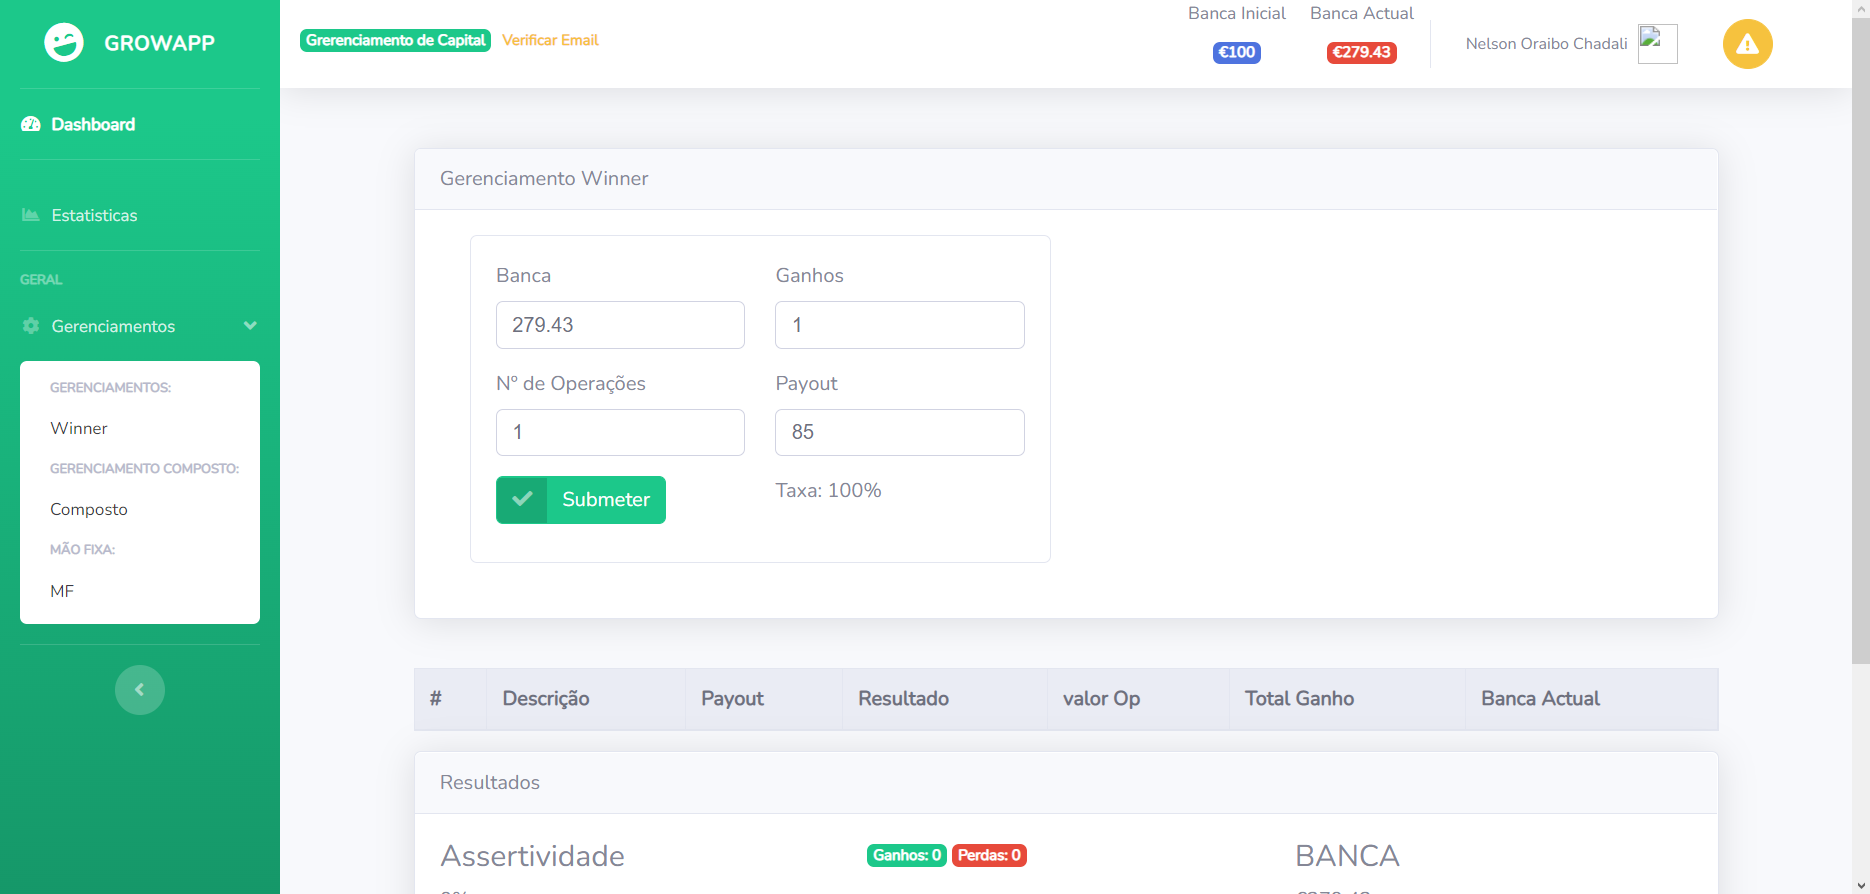 GROWAPP
Dashboard
Estatisticas
GERAL
Gerenciamentos
GERENCIAMENTOS:
Winner
GERENCIAMENTO COMPOSTO:
Composto
MÃO FIXA:
MF
Grerenciamento de Capital Verificar Email
Banca Inicial Banca Actual
€100 €279.43
Nelson Oraibo Chadali
Gerenciamento Winner
Banca Ganhos
279.43 1
Nº de Operações Payout
1 85
Submeter Taxa: 100%
# Descrição Payout Resultado valor Op Total Ganho Banca Actual
Resultados
Assertividade Ganhos: 0 Perdas: 0 BANCA